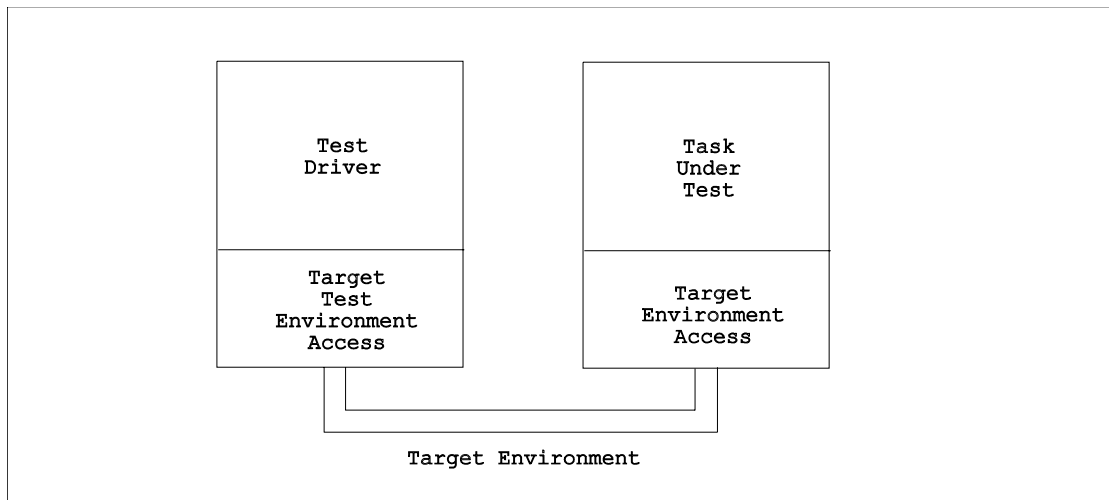 Test
Driver
Target
Test
Environment
Access
Task
Under
Test
Target
Environment
Access
Target Environment